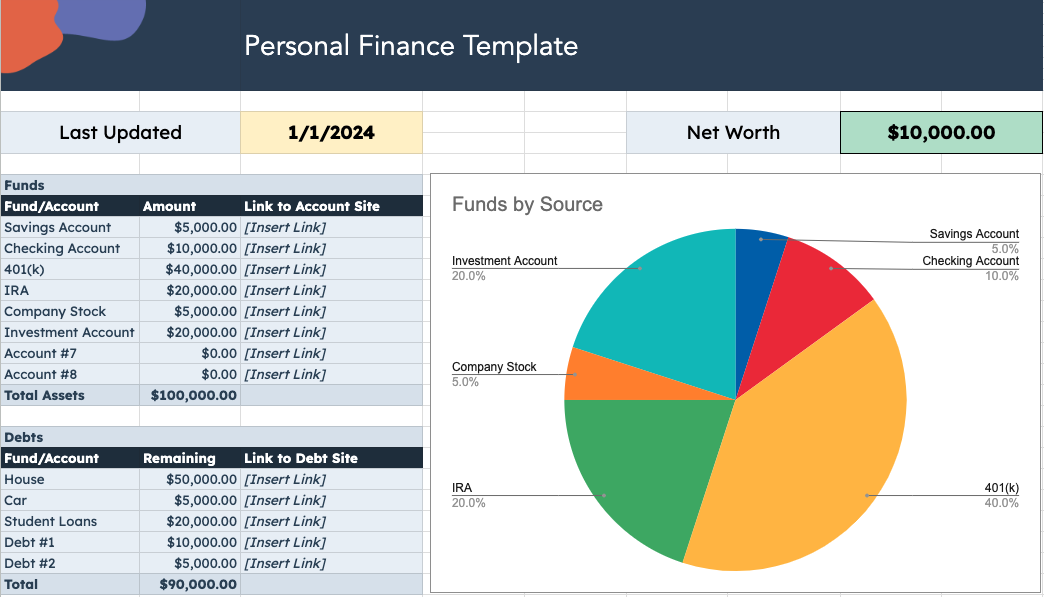 Personal Finance Template
Last Updated 1/1/2024 Net Worth $10,000.00
Funds
Fund/Account Amount Link to Account Site
Savings Account $5,000.00 [Insert Link]
Checking Account $10,000.00 [Insert Link]
401(k) $40,000.00 [Insert Link]
IRA $20,000.00 [Insert Link]
Company Stock $5,000.00 [Insert Link]
Investment Account $20,000.00 [Insert Link]
Account #7 $0.00 [Insert Link]
Account #8 $0.00 [Insert Link]
Total Assets $100,000.00
Debts
Fund/Account Remaining Link to Debt Site
House $50,000.00 [Insert Link]
Car $5,000.00 [Insert Link]
Student Loans $20,000.00 [Insert Link]
Debt #1 $10,000.00 [Insert Link]
Debt #2 $5,000.00 [Insert Link]
Total $90,000.00
Funds by Source
Savings Account
5.0%
Checking Account
10.0%
Investment Account
20.0%
Company Stock
5.0%
IRA
20.0%
401(k)
40.0%